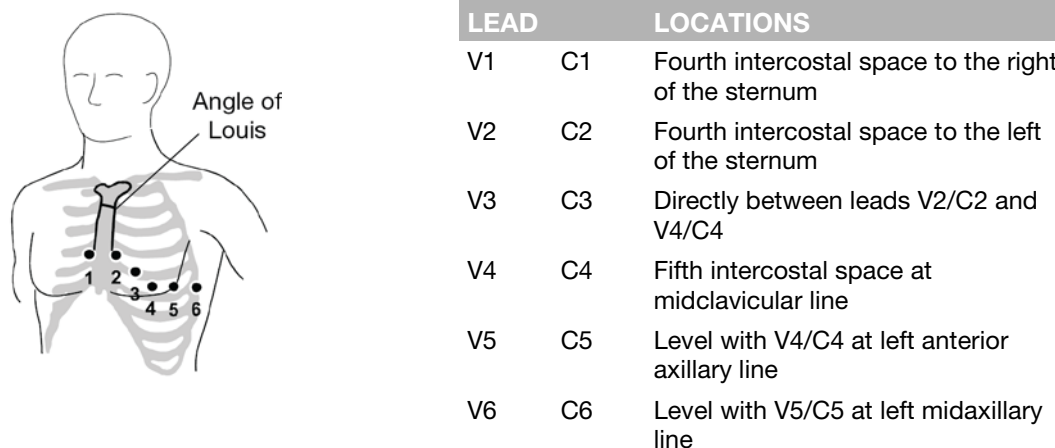 Angle of
Louis
1 2
3
4 5 6
LEAD LOCATIONS
V1 C1 Fourth intercostal space to the right
of the sternum
V2 C2 Fourth intercostal space to the left
of the sternum
V3 C3 Directly between leads V2/C2 and
V4/C4
V4 C4 Fifth intercostal space at
midclavicular line
V5 C5 Level with V4/C4 at left anterior
axillary line
V6 C6 Level with V5/C5 at left midaxillary
line